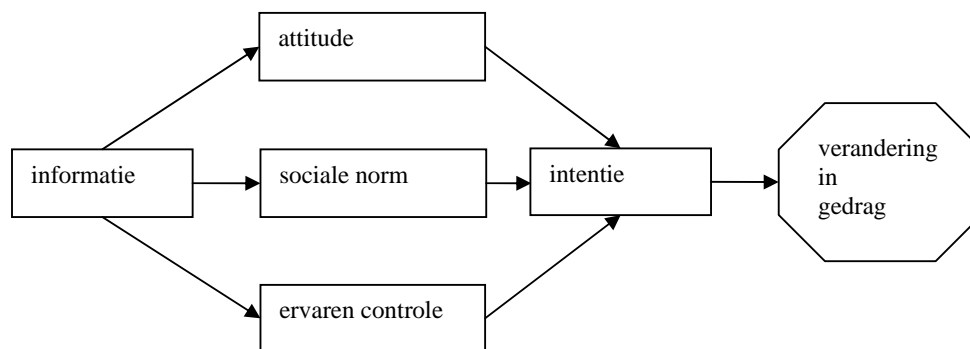 attitude
informatie
sociale norm
intentie
verandering
in
gedrag
ervaren controle